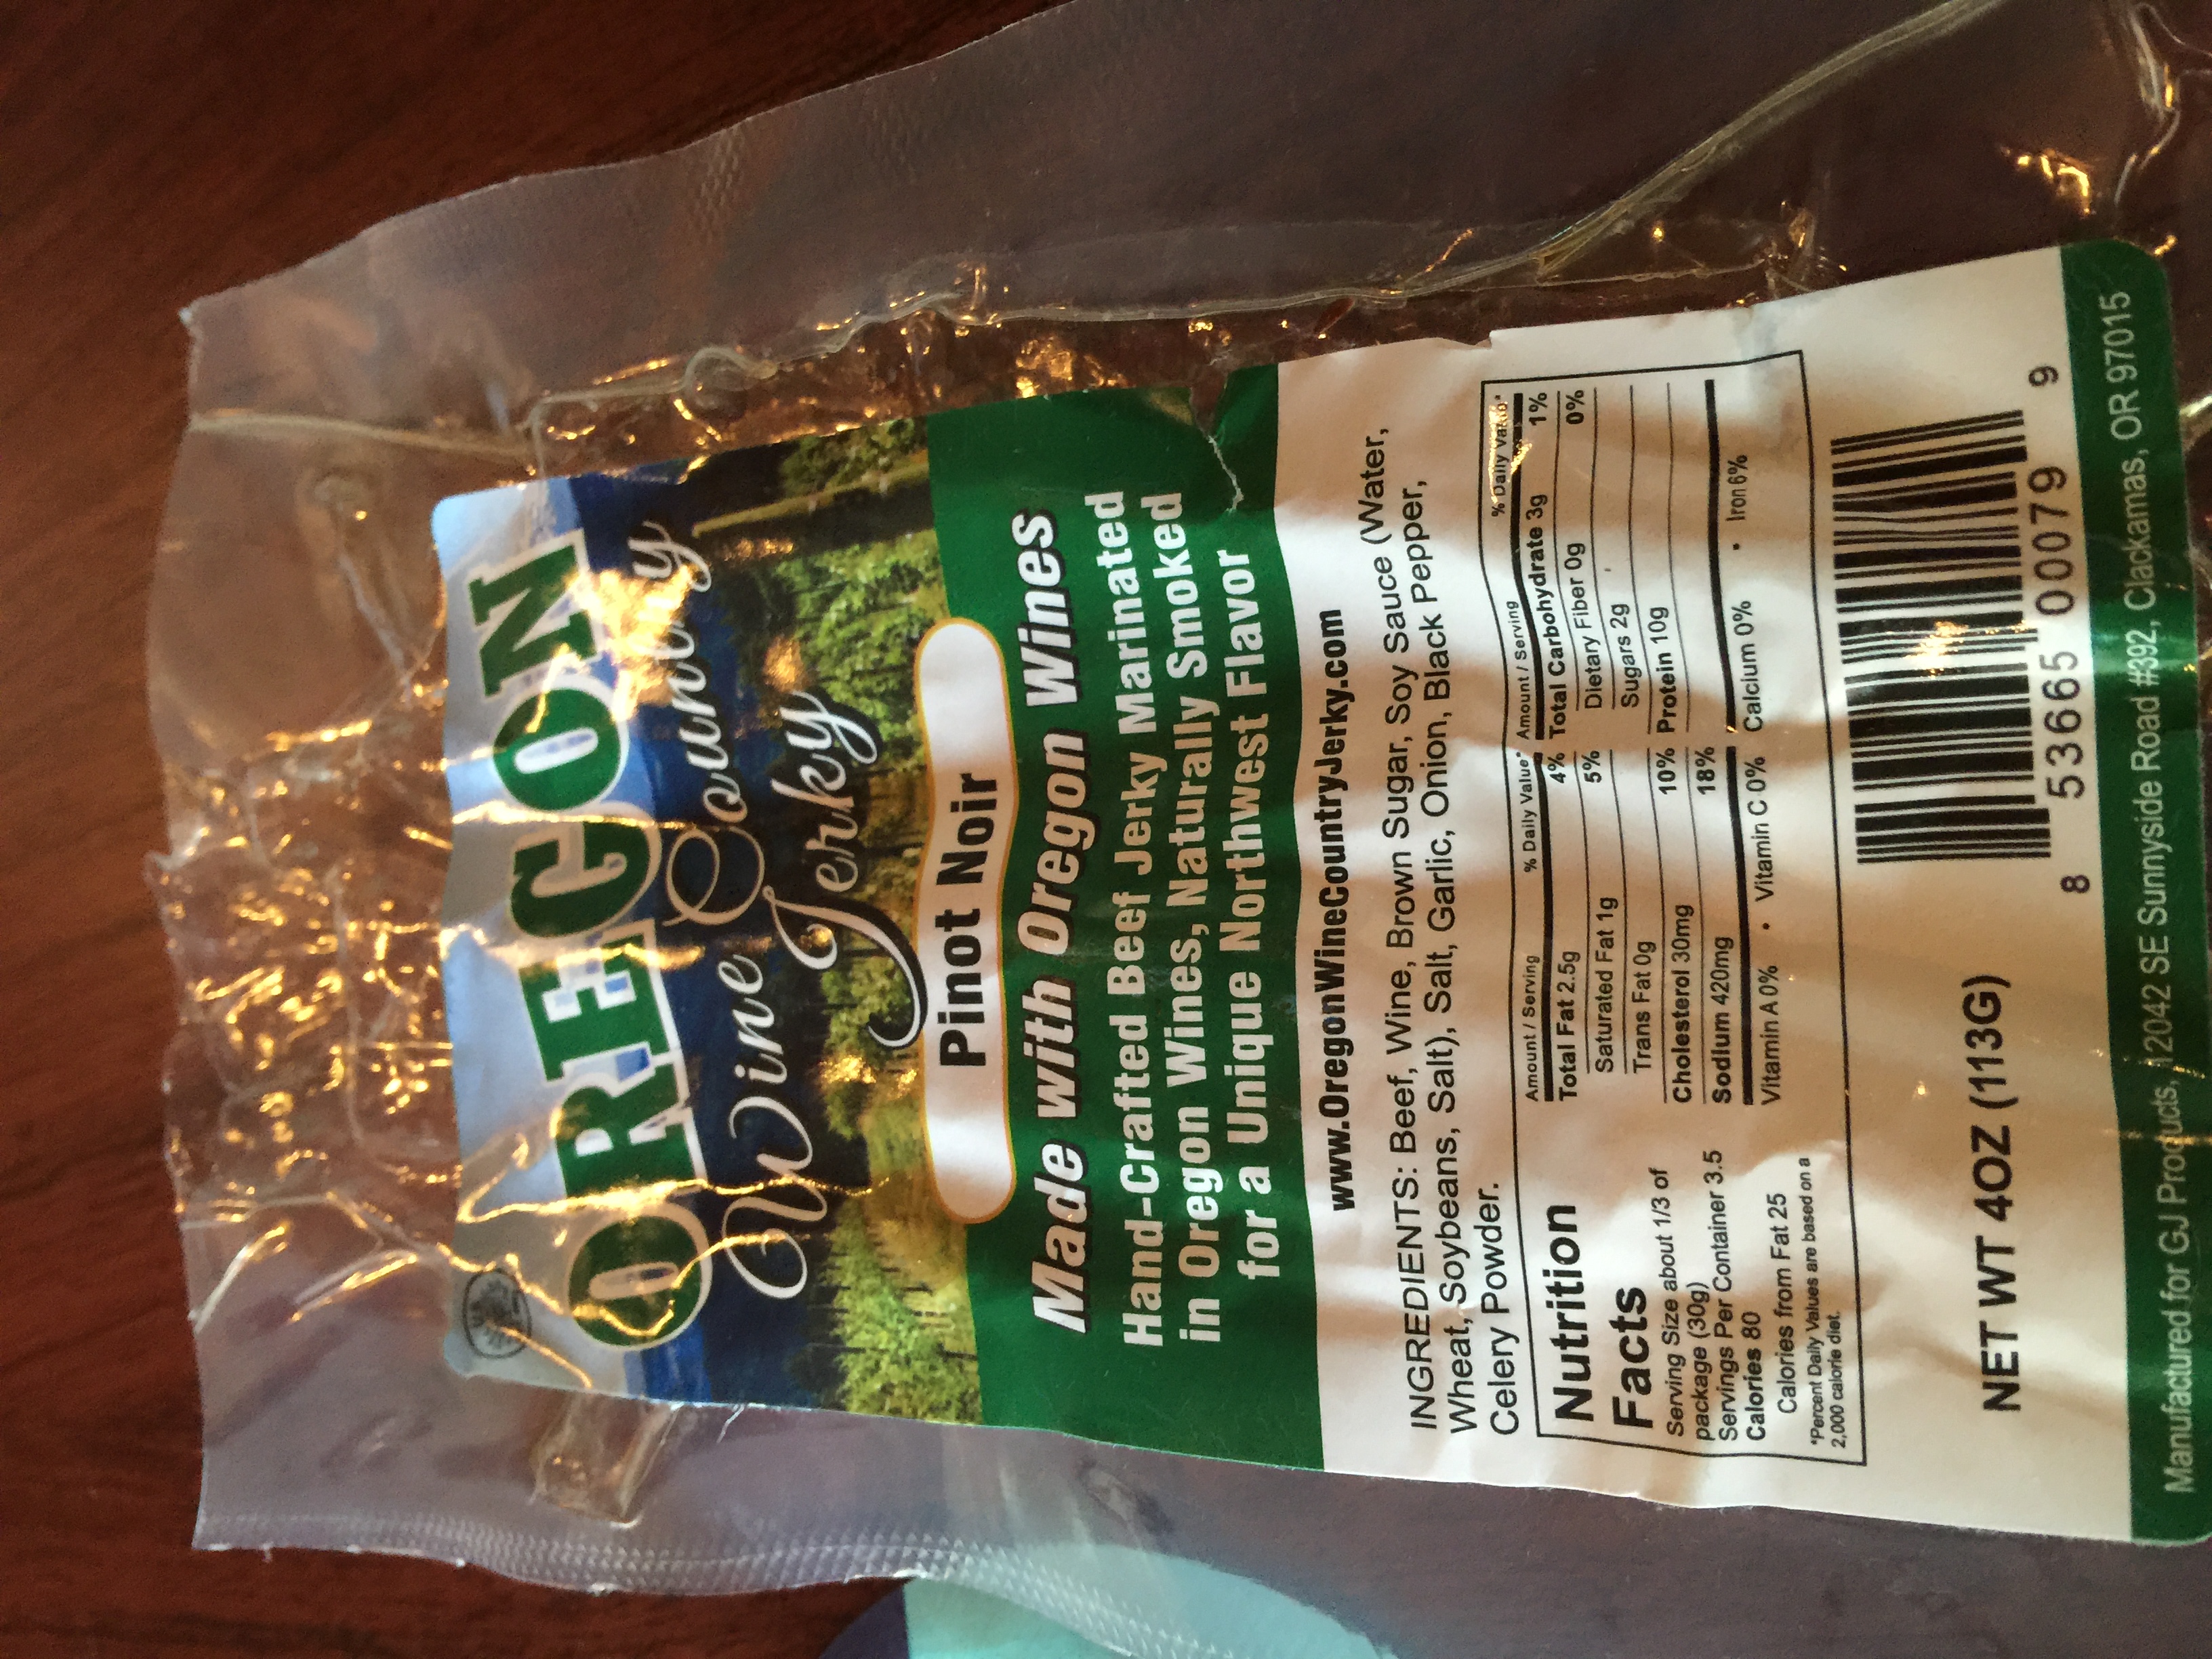 OREGON
Wine Country
Jerky
Pinot Noir
Made with Oregon Wines
Hand-Crafted Beef Jerky Marinated
in Oregon Wines, Naturally Smoked
for a Unique Northwest Flavor
www.OregonWineCountryJerky.com
INGREDIENTS: Beef, Wine, Brown Sugar, Soy Sauce (Water,
Wheat, Soybeans, Salt), Salt, Garlic, Onion, Black Pepper,
Celery Powder.
Nutrition
Facts
Serving Size about 1/3 of
package (30g)
Servings Per Container 3.5
Calories 80
Calories from Fat 25
*Percent Daily Values are based on a
2,000 calorie diet.
Amount / Serving % Daily Value*
Total Fat 2.5g 4%
Saturated Fat 1g 5%
Trans Fat 0g
Cholesterol 30mg 10%
Sodium 420mg 18%
Amount / Serving % Daily Value*
Total Carbohydrate 3g 1%
Dietary Fiber 0g 0%
Sugars 2g
Protein 10g
Vitamin A 0% • Vitamin C 0% Calcium 0% • Iron 6%
NET WT 4OZ (113G)
8 53665 00079 9
Manufactured for GJ Products, 12042 SE Sunnyside Road #392, Clackamas, OR 97015